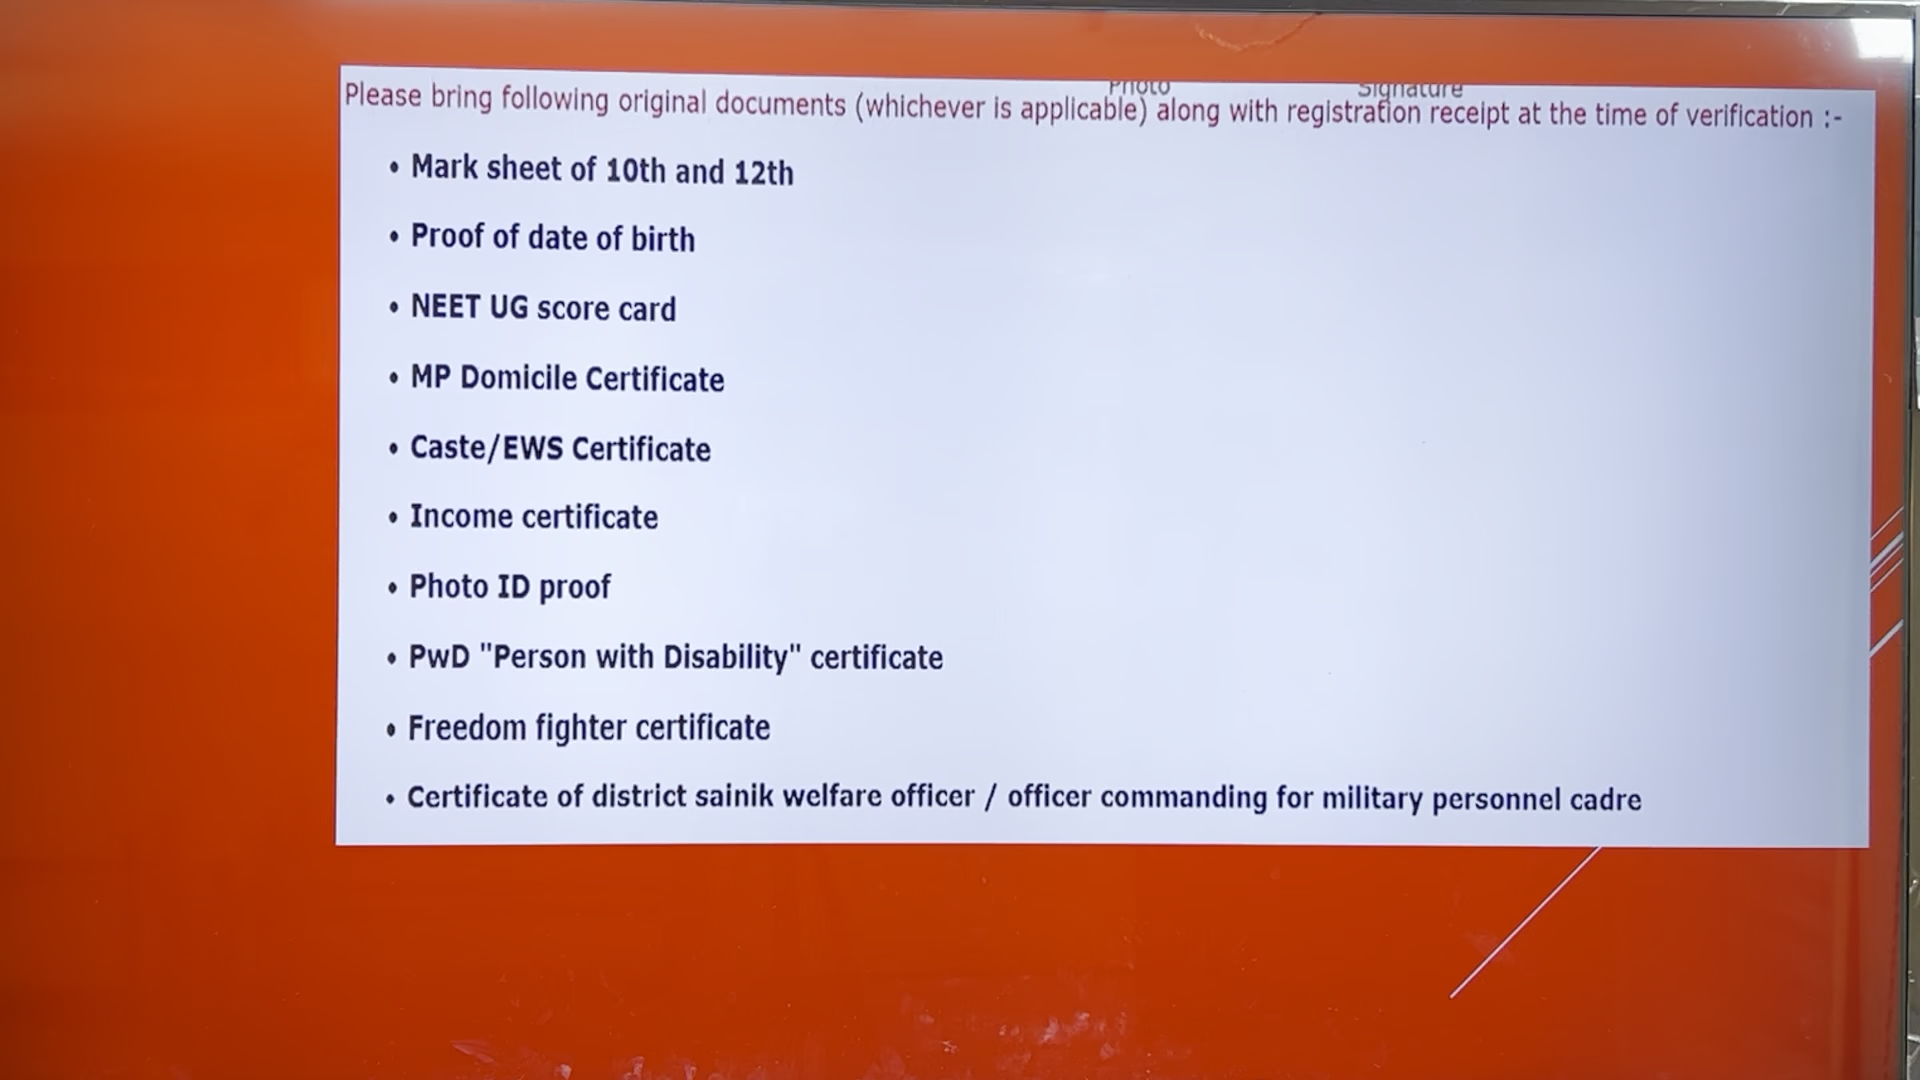 Photo Signature
Please bring following original documents (whichever is applicable) along with registration receipt at the time of verification :-
• Mark sheet of 10th and 12th
• Proof of date of birth
• NEET UG score card
• MP Domicile Certificate
• Caste/EWS Certificate
• Income certificate
• Photo ID proof
• PwD "Person with Disability" certificate
• Freedom fighter certificate
• Certificate of district sainik welfare officer / officer commanding for military personnel cadre